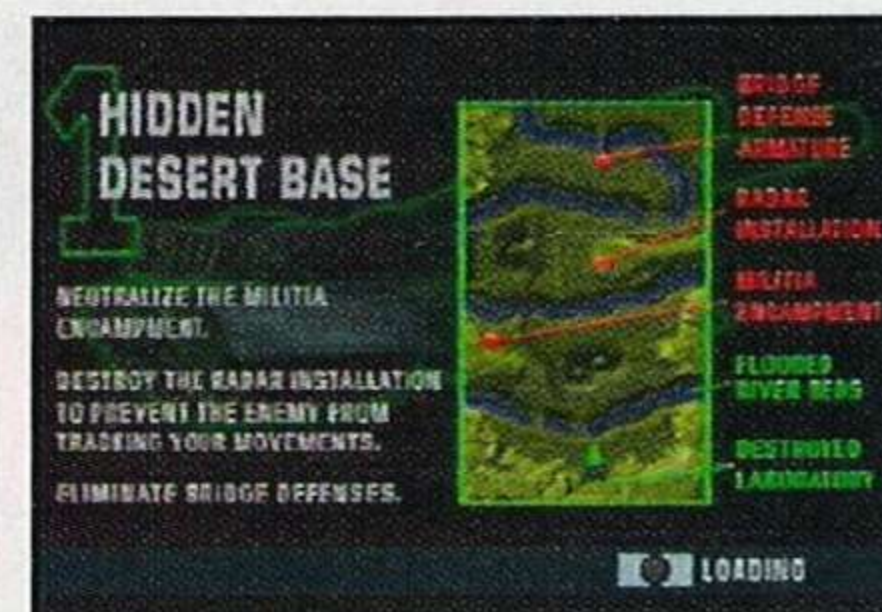 1
HIDDEN
DESERT BASE
NEUTRALIZE THE MILITIA
ENCAMPMENT.
DESTROY THE RADAR INSTALLATION
TO PREVENT THE ENEMY FROM
TRACKING YOUR MOVEMENTS.
ELIMINATE BRIDGE DEFENSES.
BRIDGE
DEFENSE
ARMATURE
RADAR
INSTALLATION
MILITIA
ENCAMPMENT
FLOODED
RIVER BEDS
DESTROYED
LABORATORY
LOADING